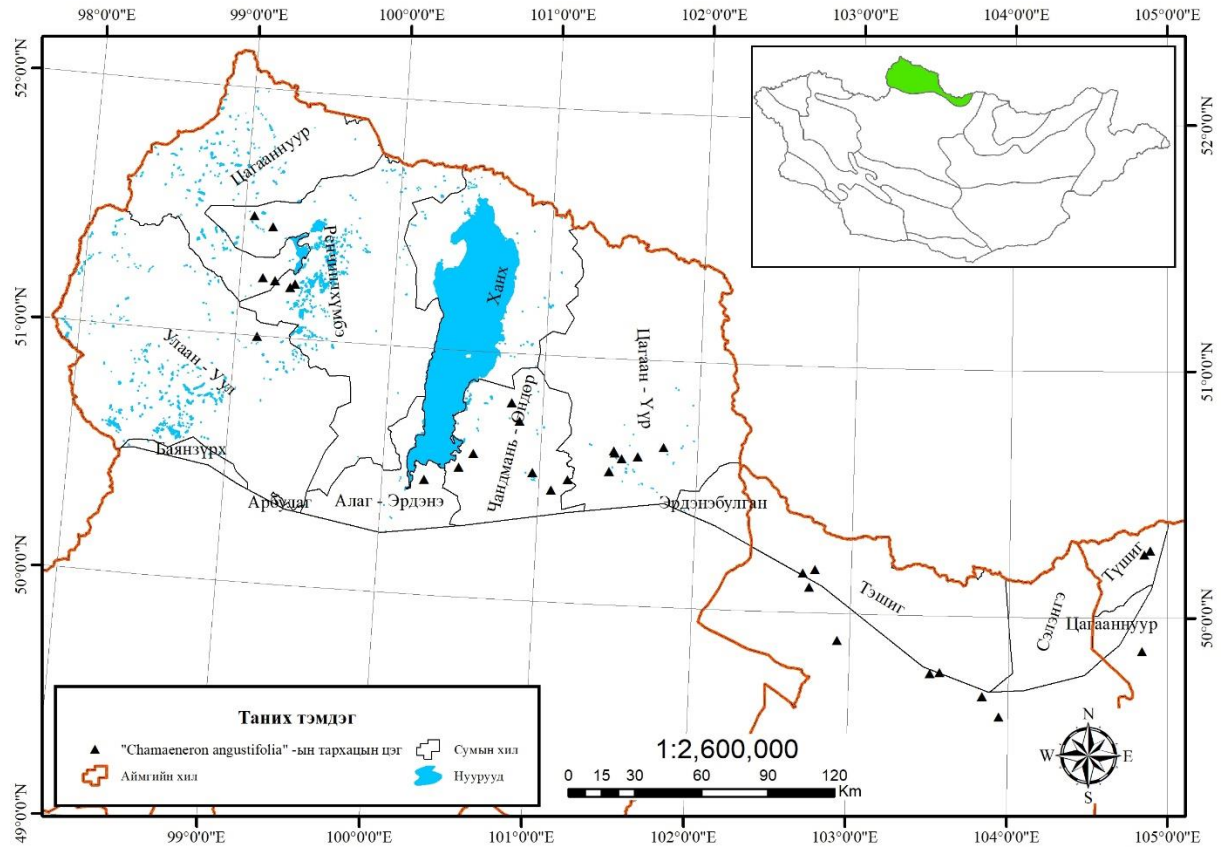 98°0'0"E 99°0'0"E 100°0'0"E 101°0'0"E 102°0'0"E 103°0'0"E 104°0'0"E 105°0'0"E
52°0'0"N
52°0'0"N
Цагааннуур
Ренчинлхүмбэ
Ханх
51°0'0"N
51°0'0"N
Улаан - Уул
Цагаан - Үүр
Чандмань - Өндөр
Баянзүрх
Арбулаг
Алаг - Эрдэнэ
Эрдэнэбулган
50°0'0"N
50°0'0"N
Тэшиг
Сэлэнгэ
Түшиг
Цагааннуур
Таних тэмдэг
"Chamaeneron angustifolia" -ын тархацын цэг
Сумын хил
Аймгийн хил
Нуурууд
1:2,600,000
0 15 30 60 90 120
Km
N
W E
S
49°0'0"N
99°0'0"E 100°0'0"E 101°0'0"E 102°0'0"E 103°0'0"E 104°0'0"E 105°0'0"E